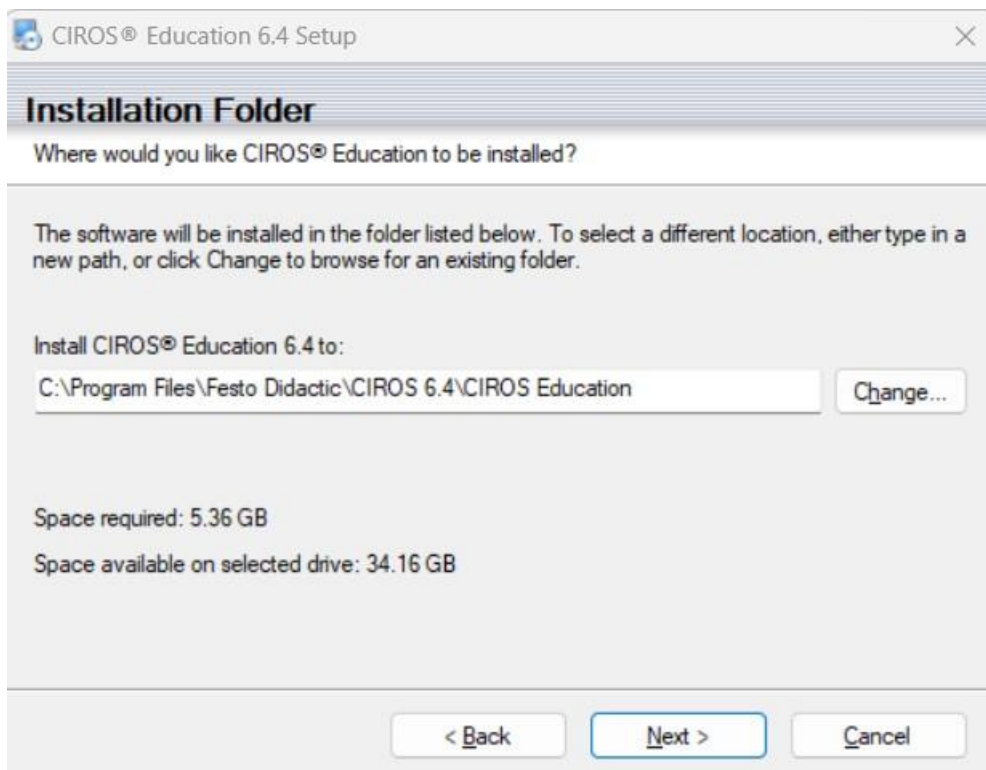 CIROS® Education 6.4 Setup
Installation Folder
Where would you like CIROS® Education to be installed?
The software will be installed in the folder listed below. To select a different location, either type in a
new path, or click Change to browse for an existing folder.
Install CIROS® Education 6.4 to:
C:\Program Files\Festo Didactic\CIROS 6.4\CIROS Education
Change...
Space required: 5.36 GB
Space available on selected drive: 34.16 GB
< Back Next > Cancel